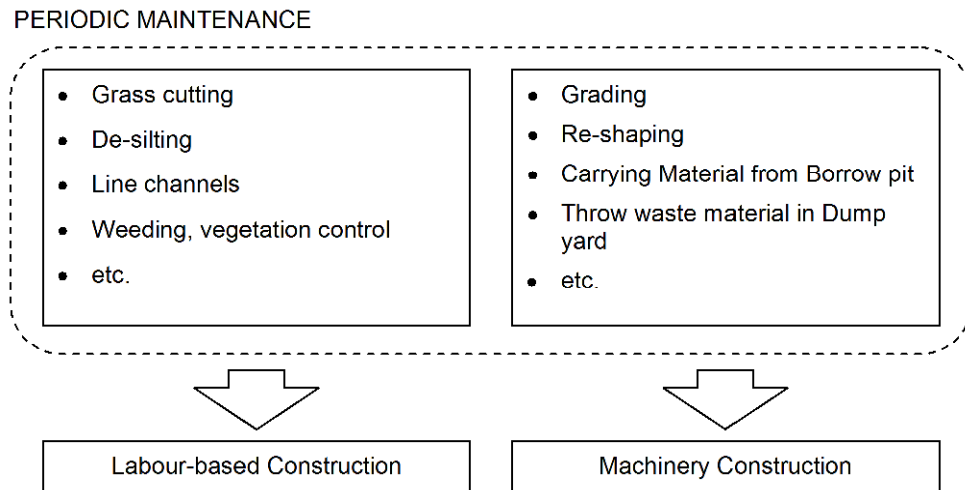 PERIODIC MAINTENANCE
• Grass cutting
• De-silting
• Line channels
• Weeding, vegetation control
• etc.
• Grading
• Re-shaping
• Carrying Material from Borrow pit
• Throw waste material in Dump
yard
• etc.
Labour-based Construction
Machinery Construction